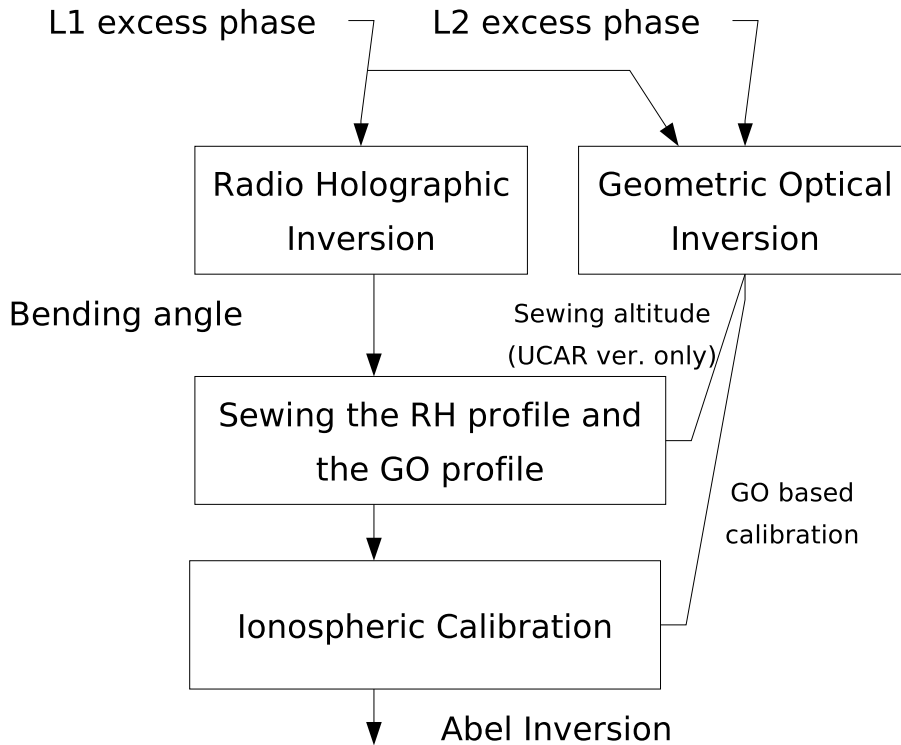 L1 excess phase
L2 excess phase
Radio Holographic
Inversion
Geometric Optical
Inversion
Bending angle
Sewing altitude
(UCAR ver. only)
Sewing the RH profile and
the GO profile
GO based
calibration
Ionospheric Calibration
Abel Inversion